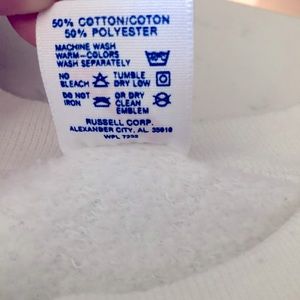 50% COTTON/COTON
50% POLYESTER
MACHINE WASH
WARM-COLORS
WASH SEPARATELY
NO BLEACH
TUMBLE DRY LOW
DO NOT IRON
OR DRY CLEAN EMBLEM
RUSSELL CORP.
ALEXANDER CITY, AL 35010
WPL 7298